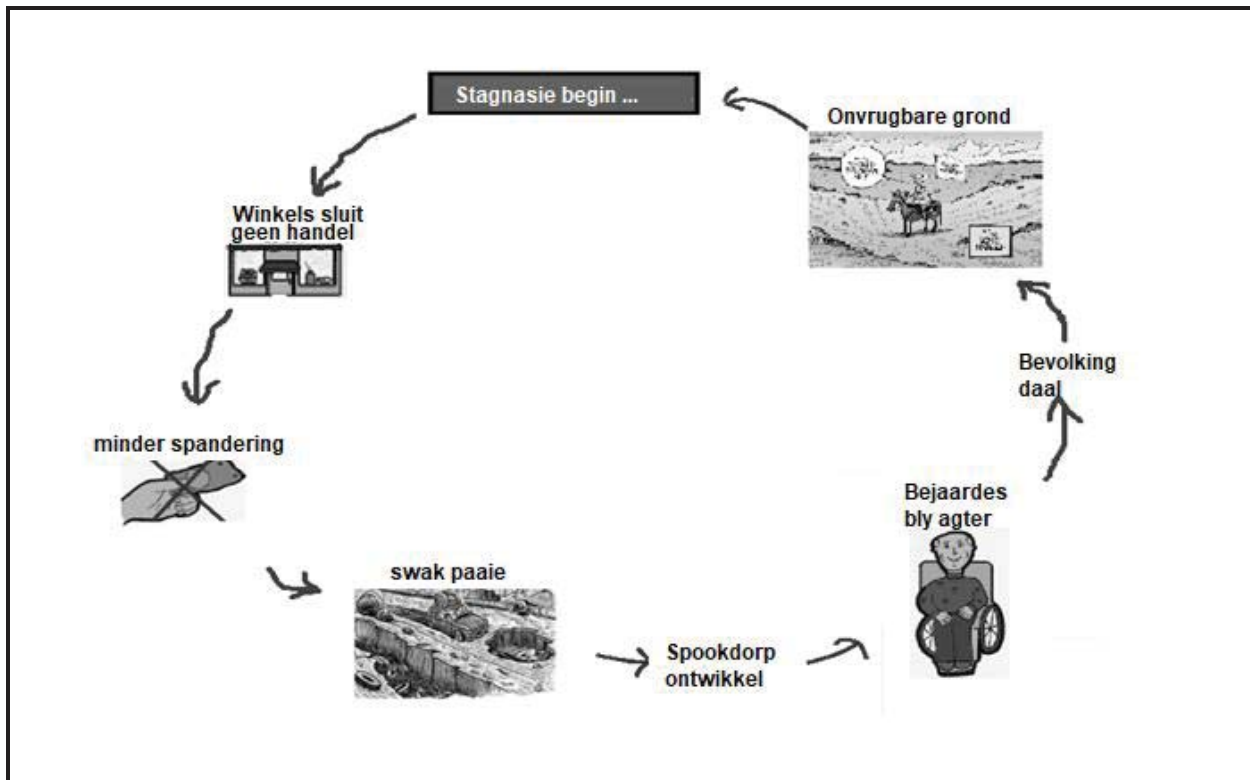 Stagnasie begin ...
Winkels sluit
geen handel
minder spandering
swak paaie
Spookdorp
ontwikkel
Bejaardes
bly agter
Bevolking
daal
Onvrugbare grond